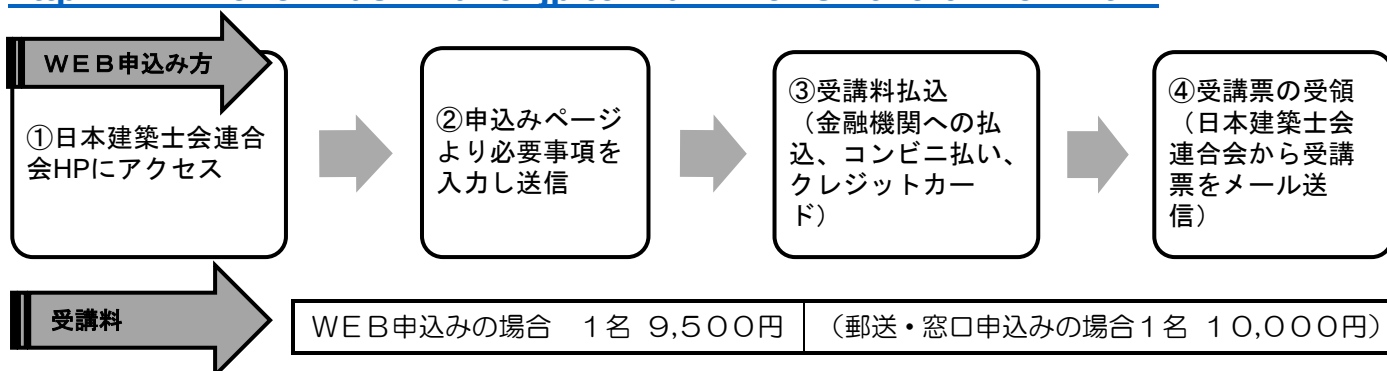 WEB申込み方
①日本建築士会連合
会HPにアクセス
②申込みページ
より必要事項を
入力し送信
③受講料払込
(金融機関への払
込、コンビニ払い、
クレジットカー
ド)
④受講票の受領
(日本建築士会
連合会から受講
票をメール送
信)
受講料
WEB申込みの場合 1名 9,500円 (郵送・窓口申込みの場合1名 10,000円)